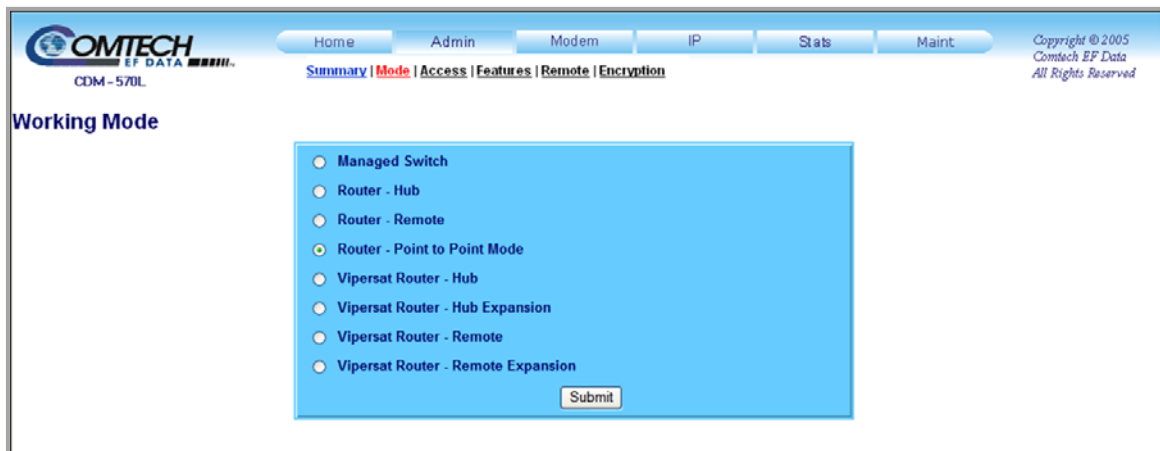 COMTECH
EF DATA
CDM - 570L
Home Admin Modem IP Stats Maint
Summary | Mode | Access | Features | Remote | Encryption
Copyright © 2005
Comtech EF Data
All Rights Reserved
Working Mode
Managed Switch
Router - Hub
Router - Remote
Router - Point to Point Mode
Vipersat Router - Hub
Vipersat Router - Hub Expansion
Vipersat Router - Remote
Vipersat Router - Remote Expansion
Submit